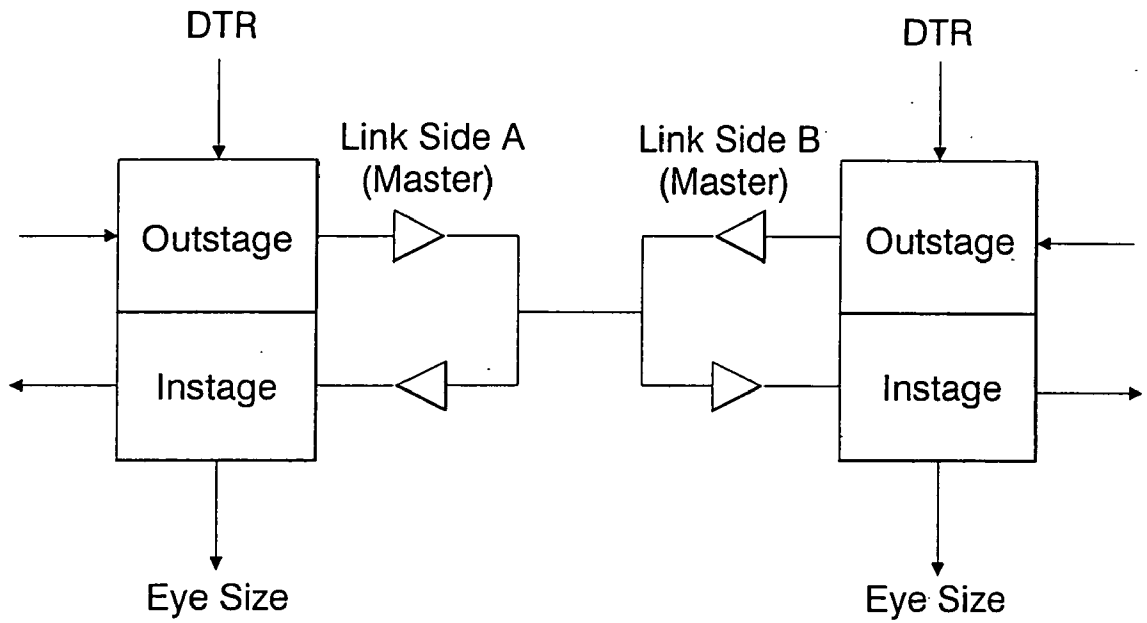 DTR
DTR
Link Side A
(Master)
Link Side B
(Master)
Outstage
Outstage
Instage
Instage
Eye Size
Eye Size